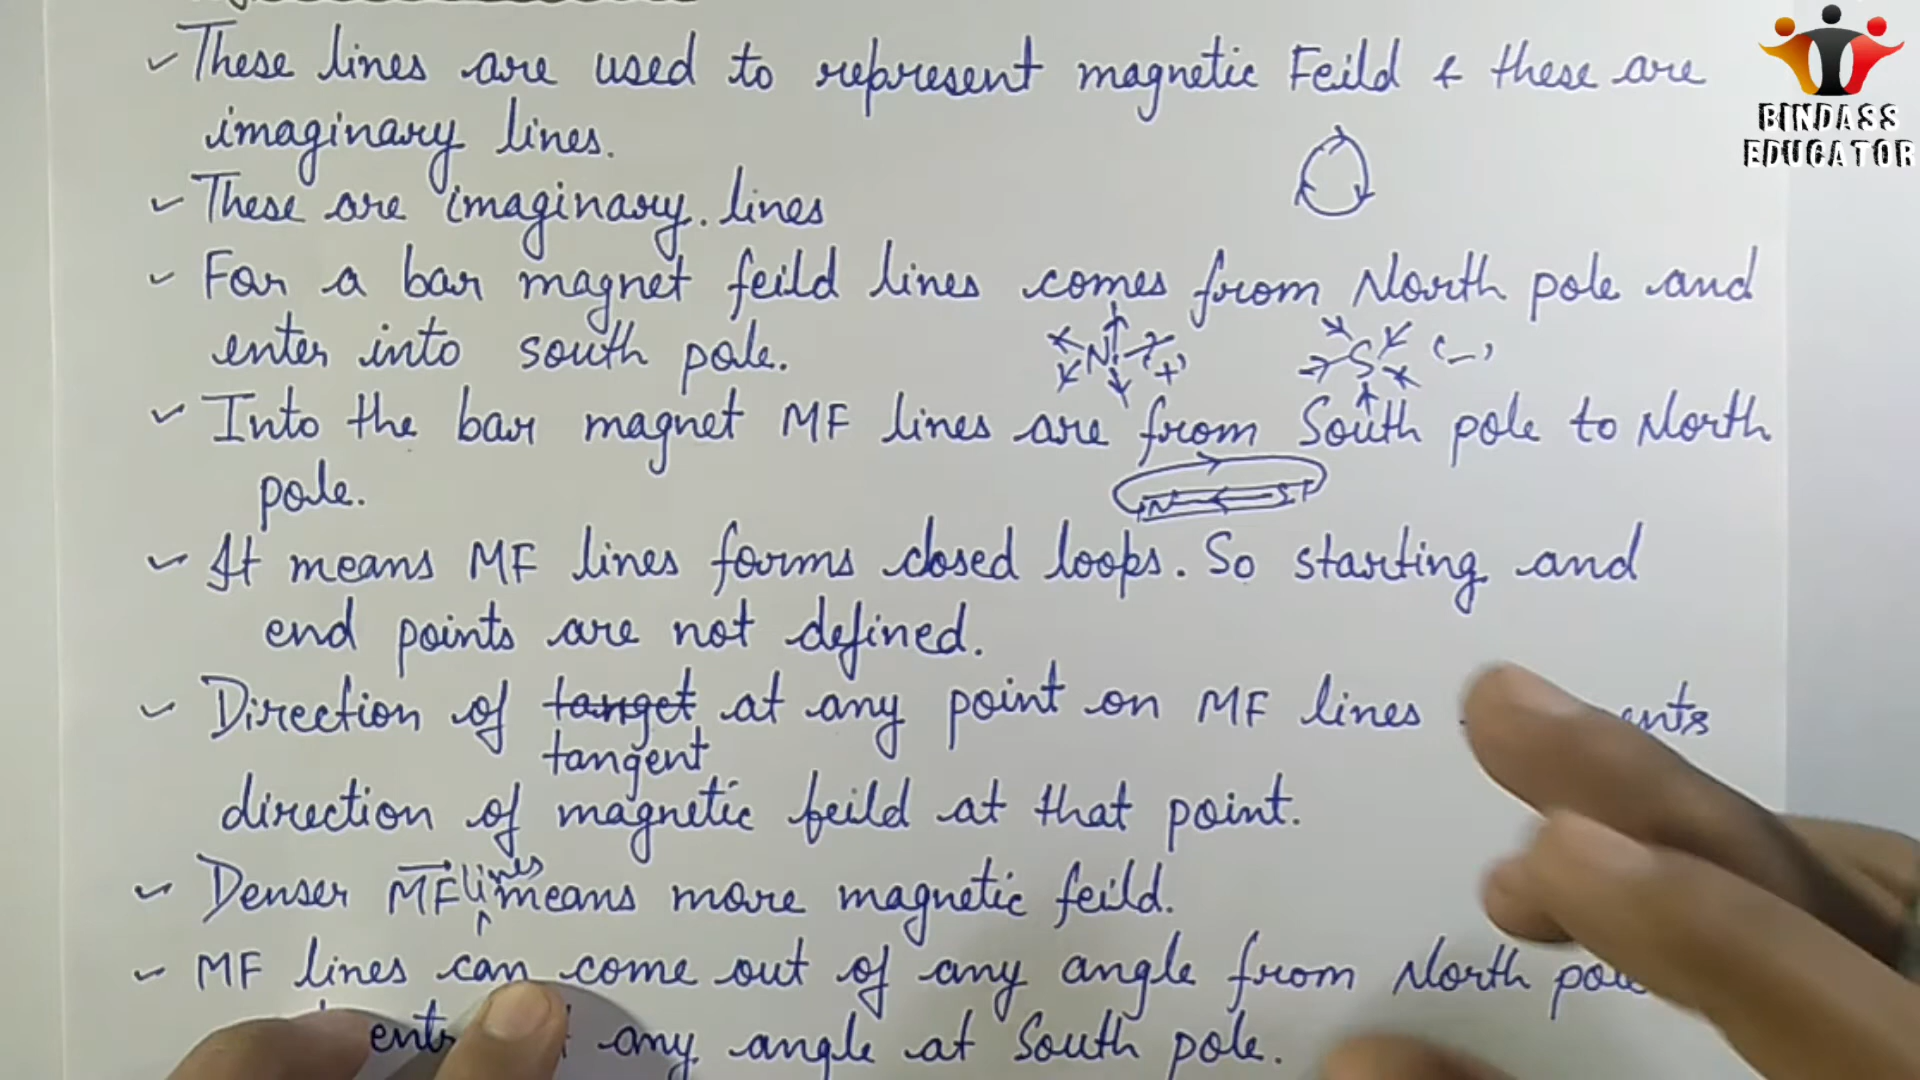 These lines are used to represent magnetic Feild & these are
imaginary lines.
These are imaginary. lines
For a bar magnet feild lines comes from North pole and
enter into south pole.
N (+)
S (-)
Into the bar magnet MF lines are from South pole to North
pole.
N S
It means MF lines forms closed loops. So starting and
end points are not defined.
Direction of tanget at any point on MF lines
tangent
direction of magnetic feild at that point.
Denser MF lines means more magnetic feild.
MF lines can come out of any angle from North
any angle at South pole.
BINDASS
EDUCATOR